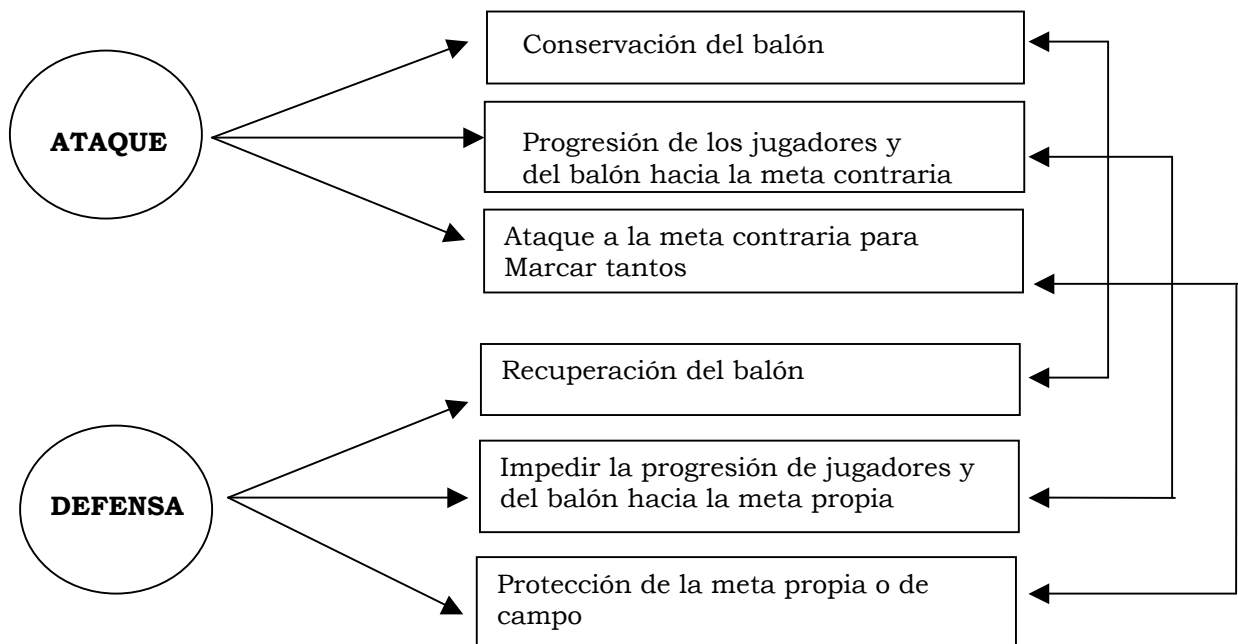 Conservación del balón
ATAQUE
Progresión de los jugadores y
del balón hacia la meta contraria
Ataque a la meta contraria para
Marcar tantos
Recuperación del balón
DEFENSA
Impedir la progresión de jugadores y
del balón hacia la meta propia
Protección de la meta propia o de
campo